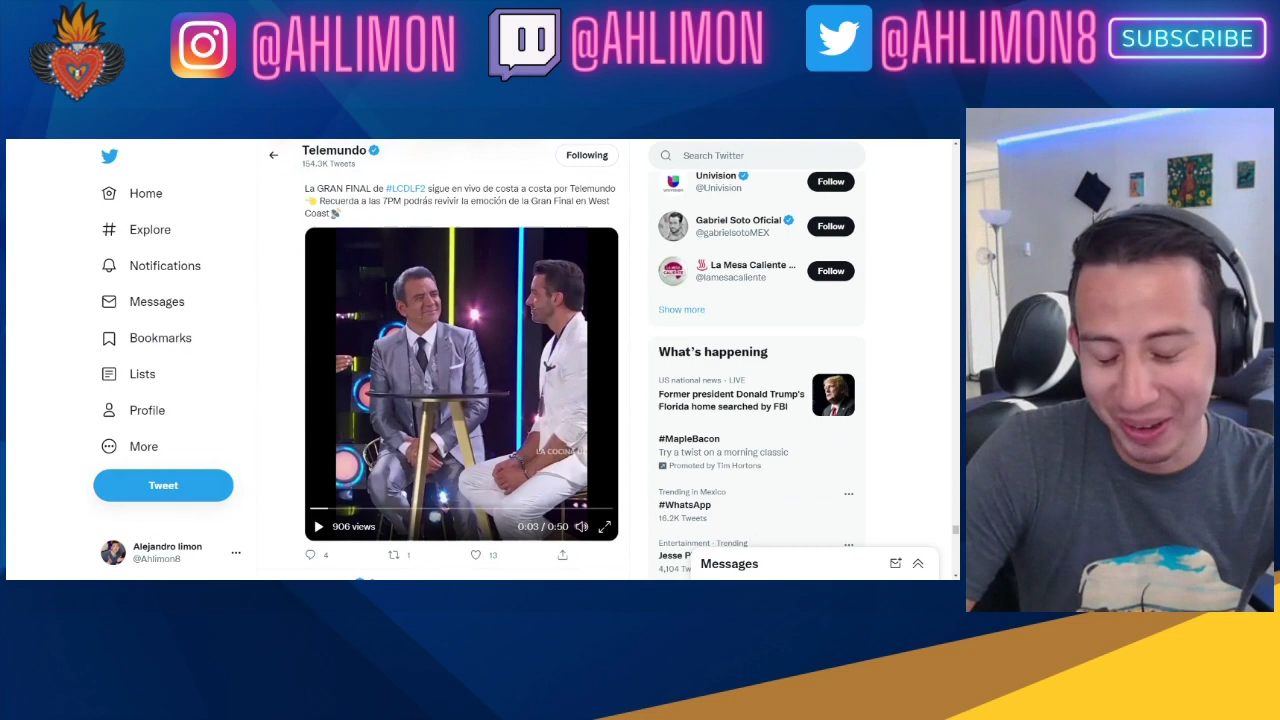 @AHLIMON
@AHLIMON
@AHLIMON8
SUBSCRIBE
Home
Explore
Notifications
Messages
Bookmarks
Lists
Profile
More
Tweet
Alejandro limon
@Ahlimon8
Telemundo
154.3K Tweets
Following
La GRAN FINAL de #LCDLF2 sigue en vivo de costa a costa por Telemundo
👈 Recuerda a las 7PM podrás revivir la emoción de la Gran Final en West
Coast
906 views
0:03 / 0:50
4
1
13
Search Twitter
Univision
@Univision
Follow
Gabriel Soto Oficial
@gabrielsotoMEX
Follow
La Mesa Caliente ...
@lamesacaliente
Follow
Show more
What's happening
US national news · LIVE
Former president Donald Trump's
Florida home searched by FBI
#MapleBacon
Try a twist on a morning classic
Promoted by Tim Hortons
Trending in Mexico
#WhatsApp
16.2K Tweets
Entertainment · Trending
Jesse P
4,104 Tw
Messages